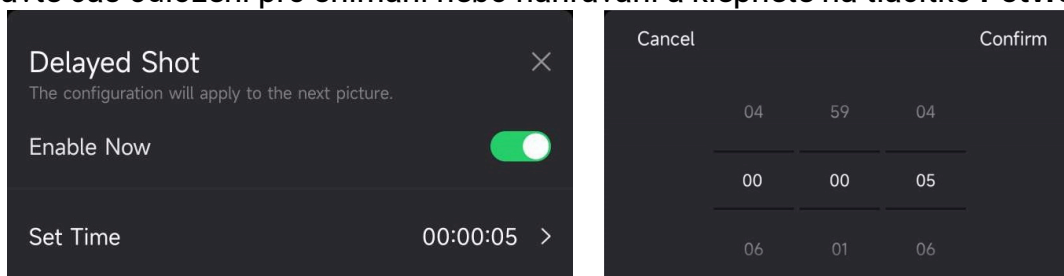 Delayed Shot
The configuration will apply to the next picture.
Enable Now
Set Time 00:00:05
Cancel Confirm
04 59 04
00 00 05
06 01 06